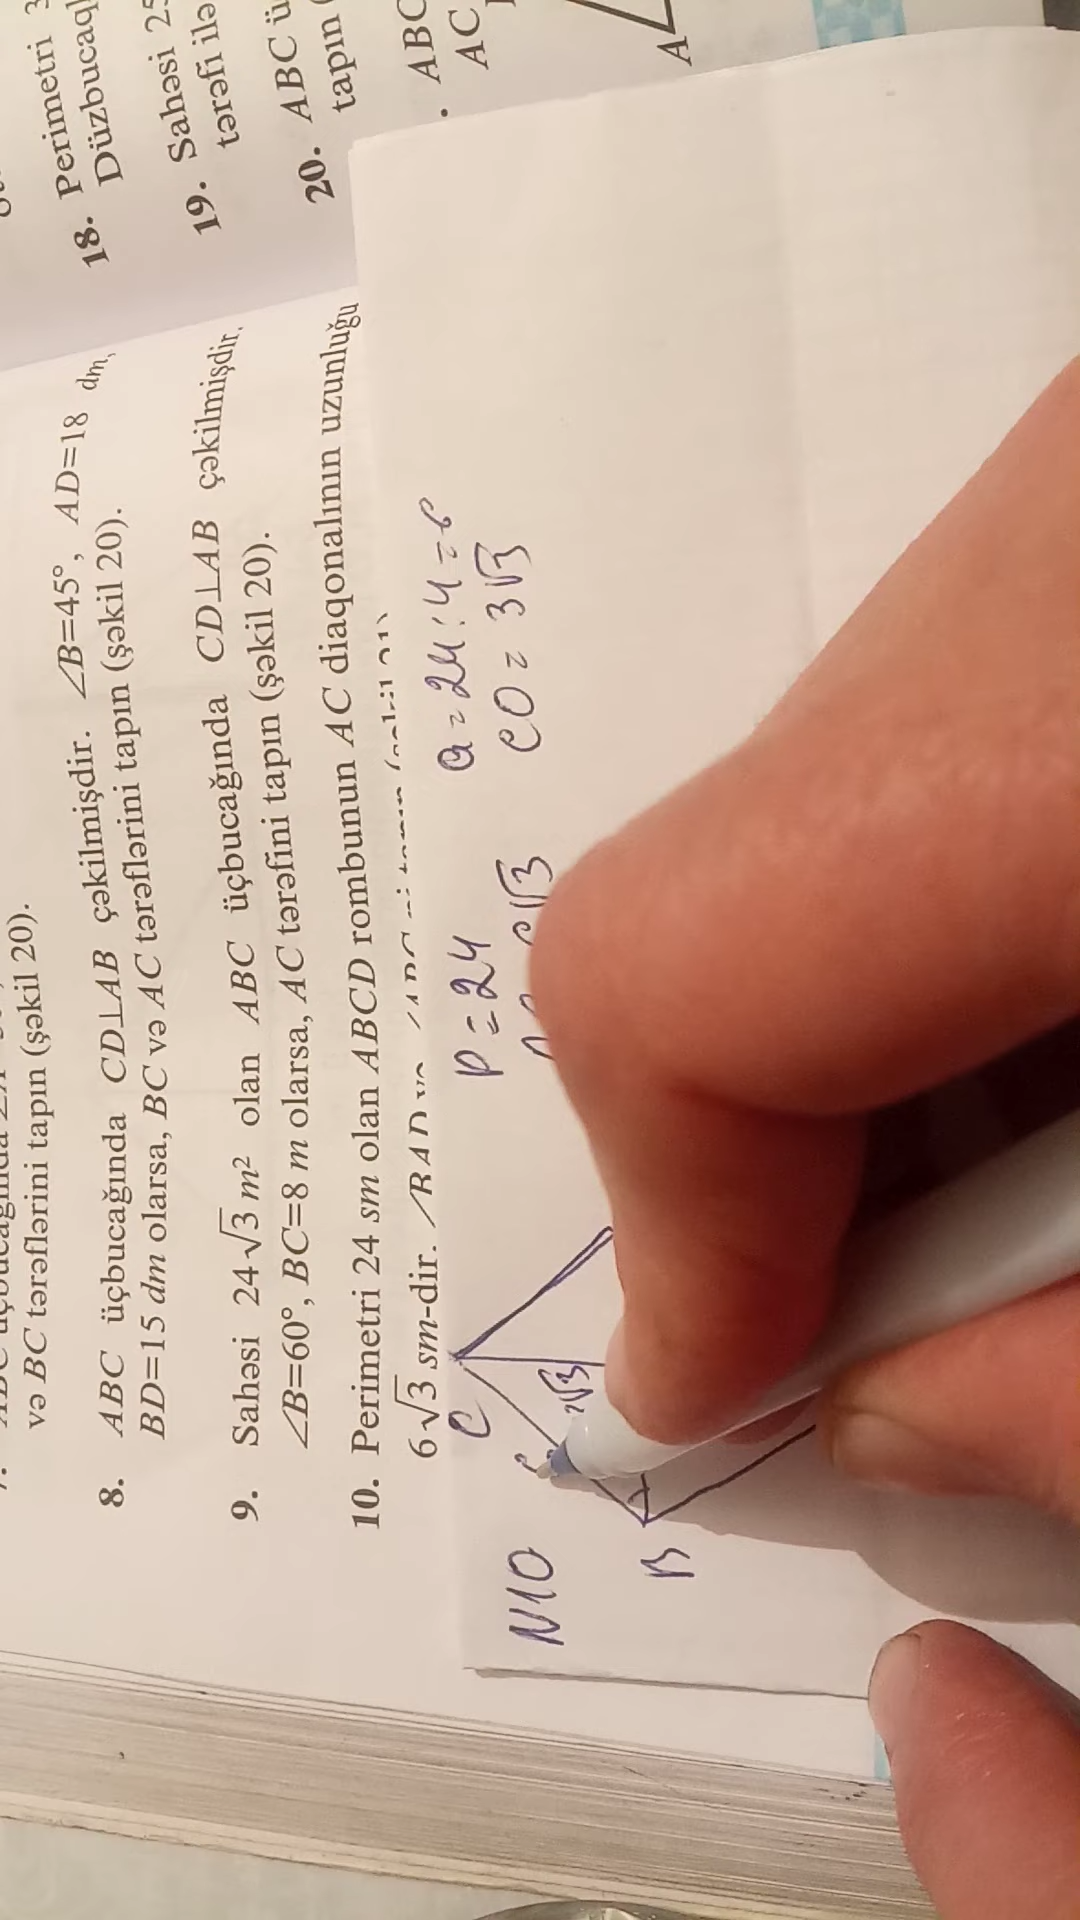 və BC tərəflərini tapın (şəkil 20).
8. ABC üçbucağında CD⊥AB çəkilmişdir. ∠B=45°, AD=18 dm,
BD=15 dm olarsa, BC və AC tərəflərini tapın (şəkil 20).
9. Sahəsi 24√3 m² olan ABC üçbucağında CD⊥AB çəkilmişdir.
∠B=60°, BC=8 m olarsa, AC tərəfini tapın (şəkil 20).
10. Perimetri 24 sm olan ABCD rombunun AC diaqonalının uzunluğu
6√3 sm-dir.
18. Perimetri
Düzbucaql
19. Sahəsi 25
tərəfi ilə
20. ABC ü
tapın
ABC
AC
A
P=24 a=24:4=6
CO=3√3
N10
C
B